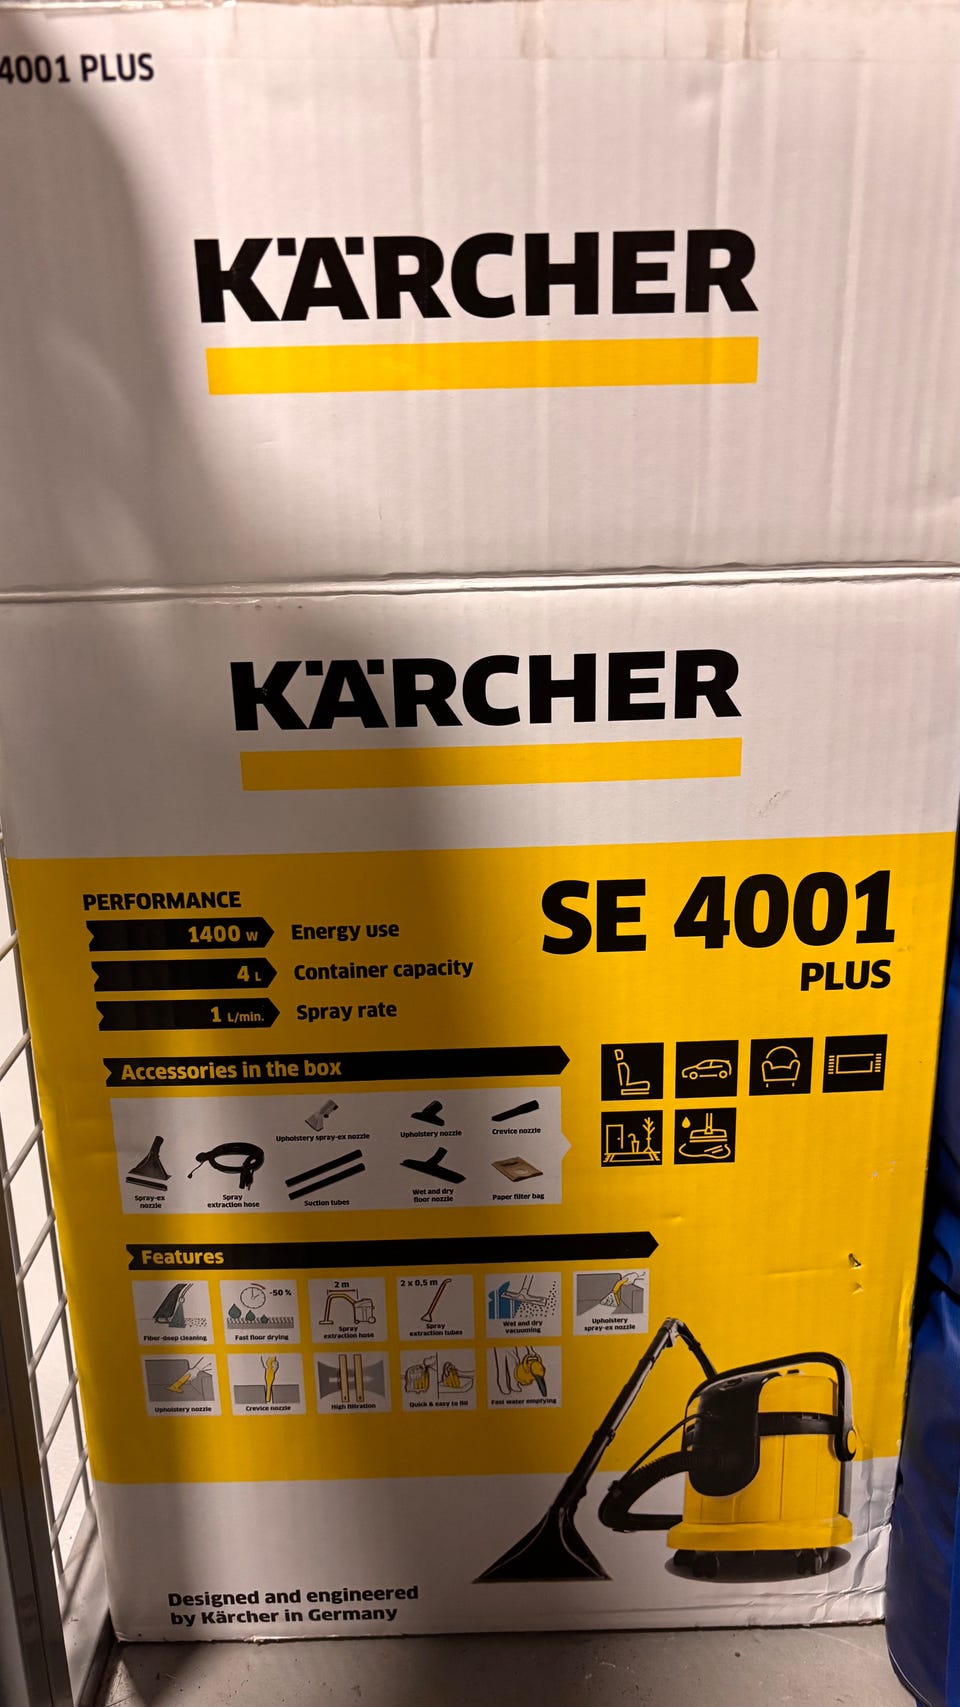 4001 PLUS
KÄRCHER
KÄRCHER
PERFORMANCE
1400 W Energy use
4 L Container capacity
1 L/min. Spray rate
SE 4001
PLUS
Accessories in the box
Upholstery spray-ex nozzle
Upholstery nozzle
Crevice nozzle
Spray-ex
nozzle
Spray
extraction hose
Suction tubes
Wet and dry
floor nozzle
Paper filter bag
Features
Fiber-deep cleaning
-50 %
Fast floor drying
2 m
Spray
extraction hose
2 x 0,5 m
Spray
extraction tubes
Wet and dry
vacuuming
Upholstery
spray-ex nozzle
Upholstery nozzle
Crevice nozzle
High filtration
Quick & easy to fill
Fast water emptying
Designed and engineered
by Kärcher in Germany